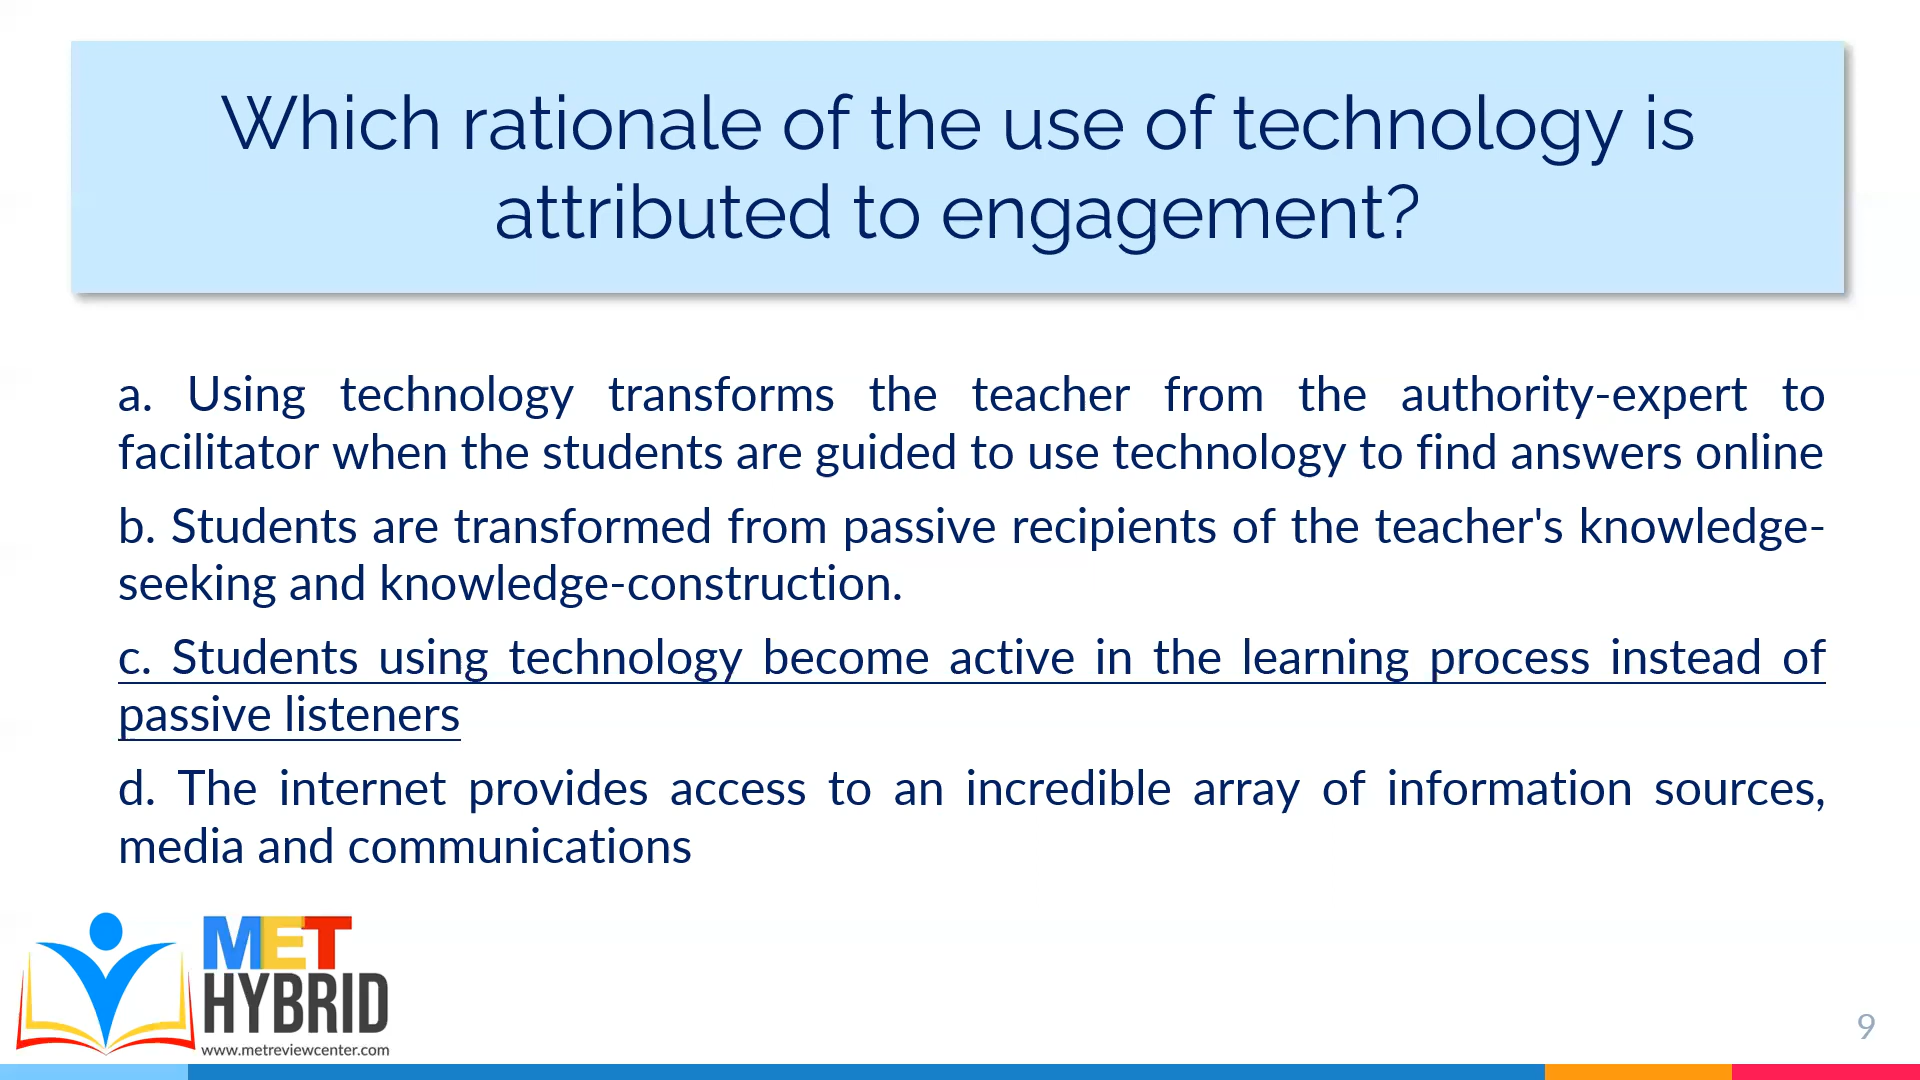 Which rationale of the use of technology is
attributed to engagement?
a. Using technology transforms the teacher from the authority-expert to
facilitator when the students are guided to use technology to find answers online
b. Students are transformed from passive recipients of the teacher's knowledge-
seeking and knowledge-construction.
c. Students using technology become active in the learning process instead of
passive listeners
d. The internet provides access to an incredible array of information sources,
media and communications
MET
HYBRID
www.metreviewcenter.com
9